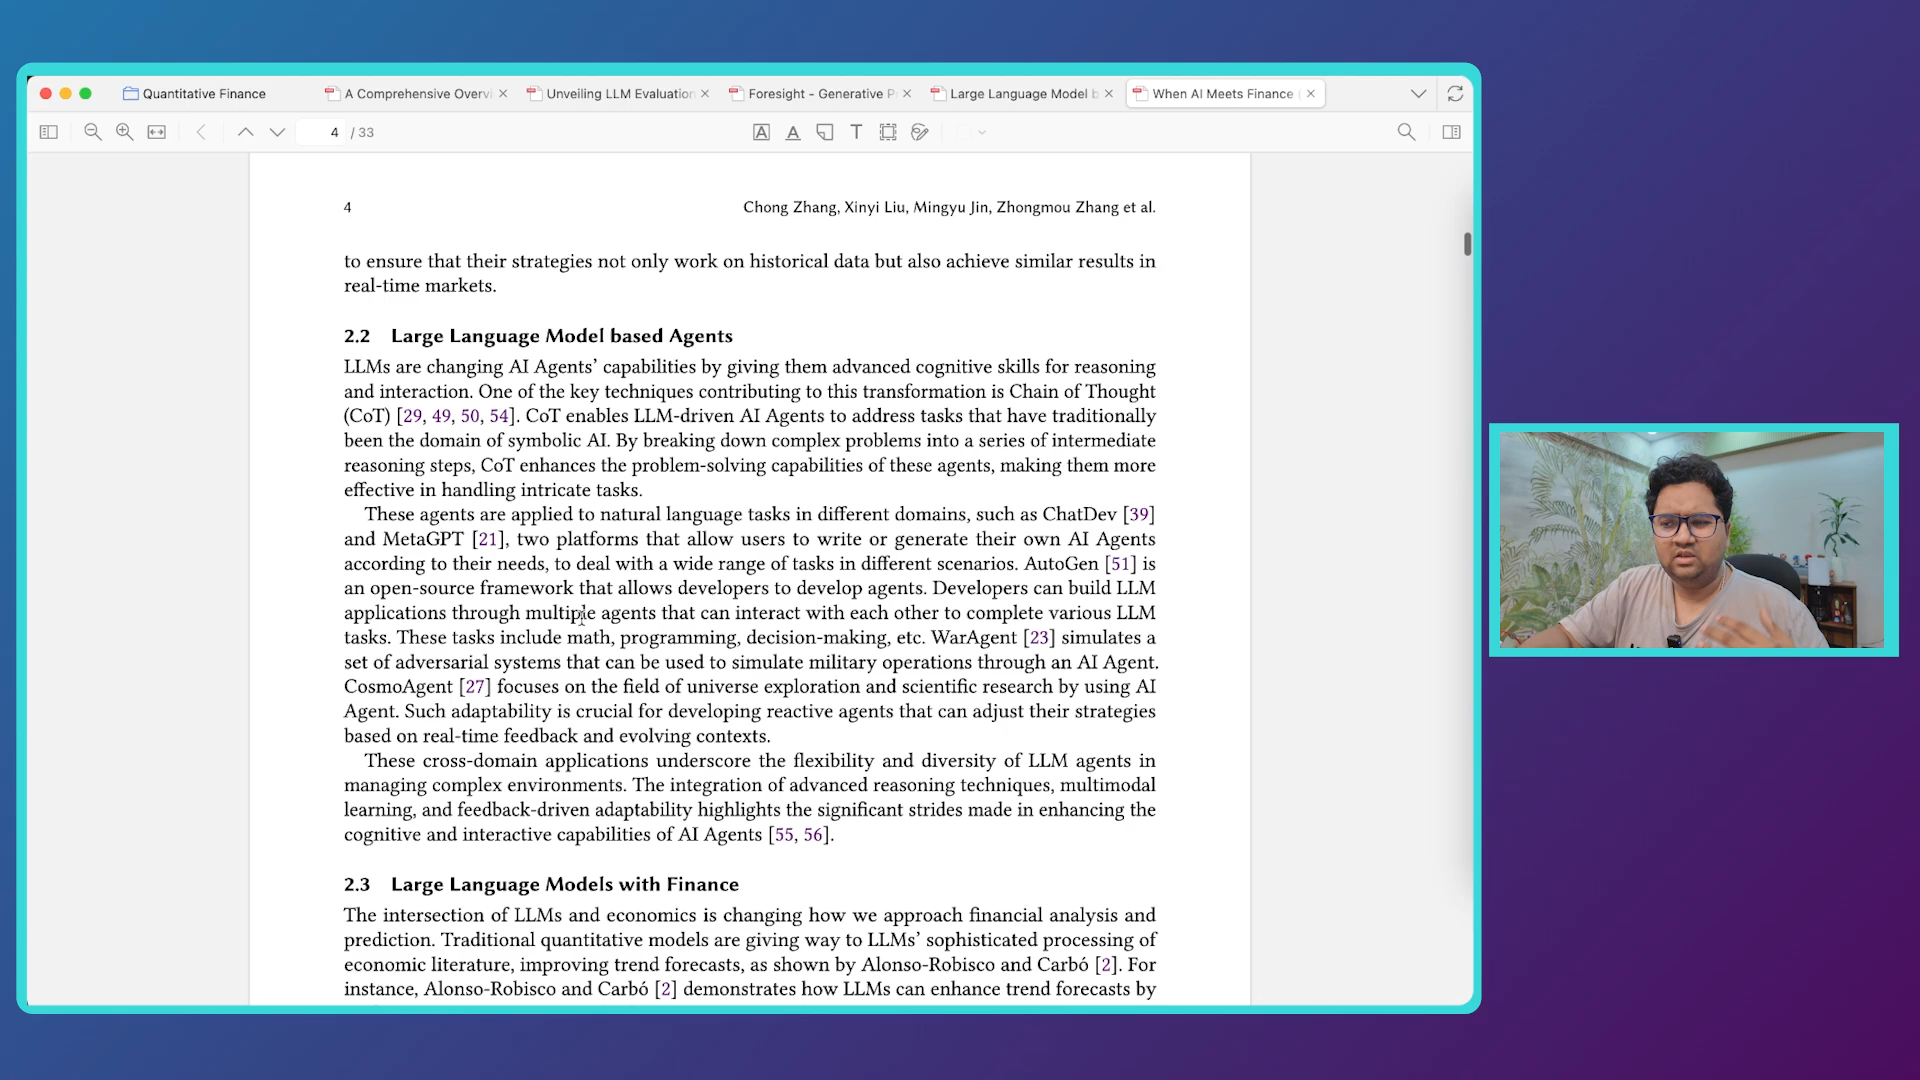 Quantitative Finance
A Comprehensive Overvi
Unveiling LLM Evaluation
Foresight - Generative P
Large Language Model b
When AI Meets Finance (
4 / 33
4
Chong Zhang, Xinyi Liu, Mingyu Jin, Zhongmou Zhang et al.
to ensure that their strategies not only work on historical data but also achieve similar results in
real-time markets.
2.2 Large Language Model based Agents
LLMs are changing AI Agents’ capabilities by giving them advanced cognitive skills for reasoning
and interaction. One of the key techniques contributing to this transformation is Chain of Thought
(CoT) [29, 49, 50, 54]. CoT enables LLM-driven AI Agents to address tasks that have traditionally
been the domain of symbolic AI. By breaking down complex problems into a series of intermediate
reasoning steps, CoT enhances the problem-solving capabilities of these agents, making them more
effective in handling intricate tasks.
These agents are applied to natural language tasks in different domains, such as ChatDev [39]
and MetaGPT [21], two platforms that allow users to write or generate their own AI Agents
according to their needs, to deal with a wide range of tasks in different scenarios. AutoGen [51] is
an open-source framework that allows developers to develop agents. Developers can build LLM
applications through multiple agents that can interact with each other to complete various LLM
tasks. These tasks include math, programming, decision-making, etc. WarAgent [23] simulates a
set of adversarial systems that can be used to simulate military operations through an AI Agent.
CosmoAgent [27] focuses on the field of universe exploration and scientific research by using AI
Agent. Such adaptability is crucial for developing reactive agents that can adjust their strategies
based on real-time feedback and evolving contexts.
These cross-domain applications underscore the flexibility and diversity of LLM agents in
managing complex environments. The integration of advanced reasoning techniques, multimodal
learning, and feedback-driven adaptability highlights the significant strides made in enhancing the
cognitive and interactive capabilities of AI Agents [55, 56].
2.3 Large Language Models with Finance
The intersection of LLMs and economics is changing how we approach financial analysis and
prediction. Traditional quantitative models are giving way to LLMs’ sophisticated processing of
economic literature, improving trend forecasts, as shown by Alonso-Robisco and Carbó [2]. For
instance, Alonso-Robisco and Carbó [2] demonstrates how LLMs can enhance trend forecasts by